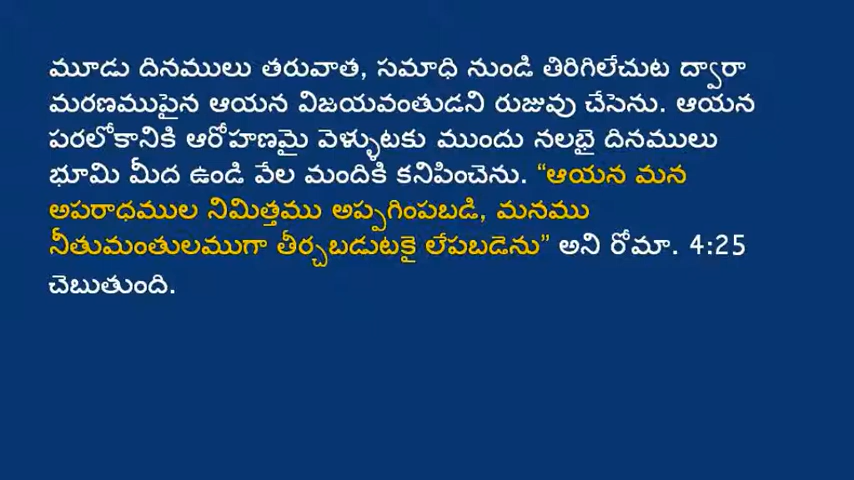 మూడు దినములు తరువాత, సమాధి నుండి తిరిగిలేచుట ద్వారా
మరణముపైన ఆయన విజయవంతుడని రుజువు చేసెను. ఆయన
పరలోకానికి ఆరోహణమై వెళ్ళుటకు ముందు నలభై దినములు
భూమి మీద ఉండి వేల మందికి కనిపించెను. “ఆయన మన
అపరాధముల నిమిత్తము అప్పగింపబడి, మనము
నీతుమంతులముగా తీర్చబడుటకై లేపబడెను” అని రోమా. 4:25
చెబుతుంది.